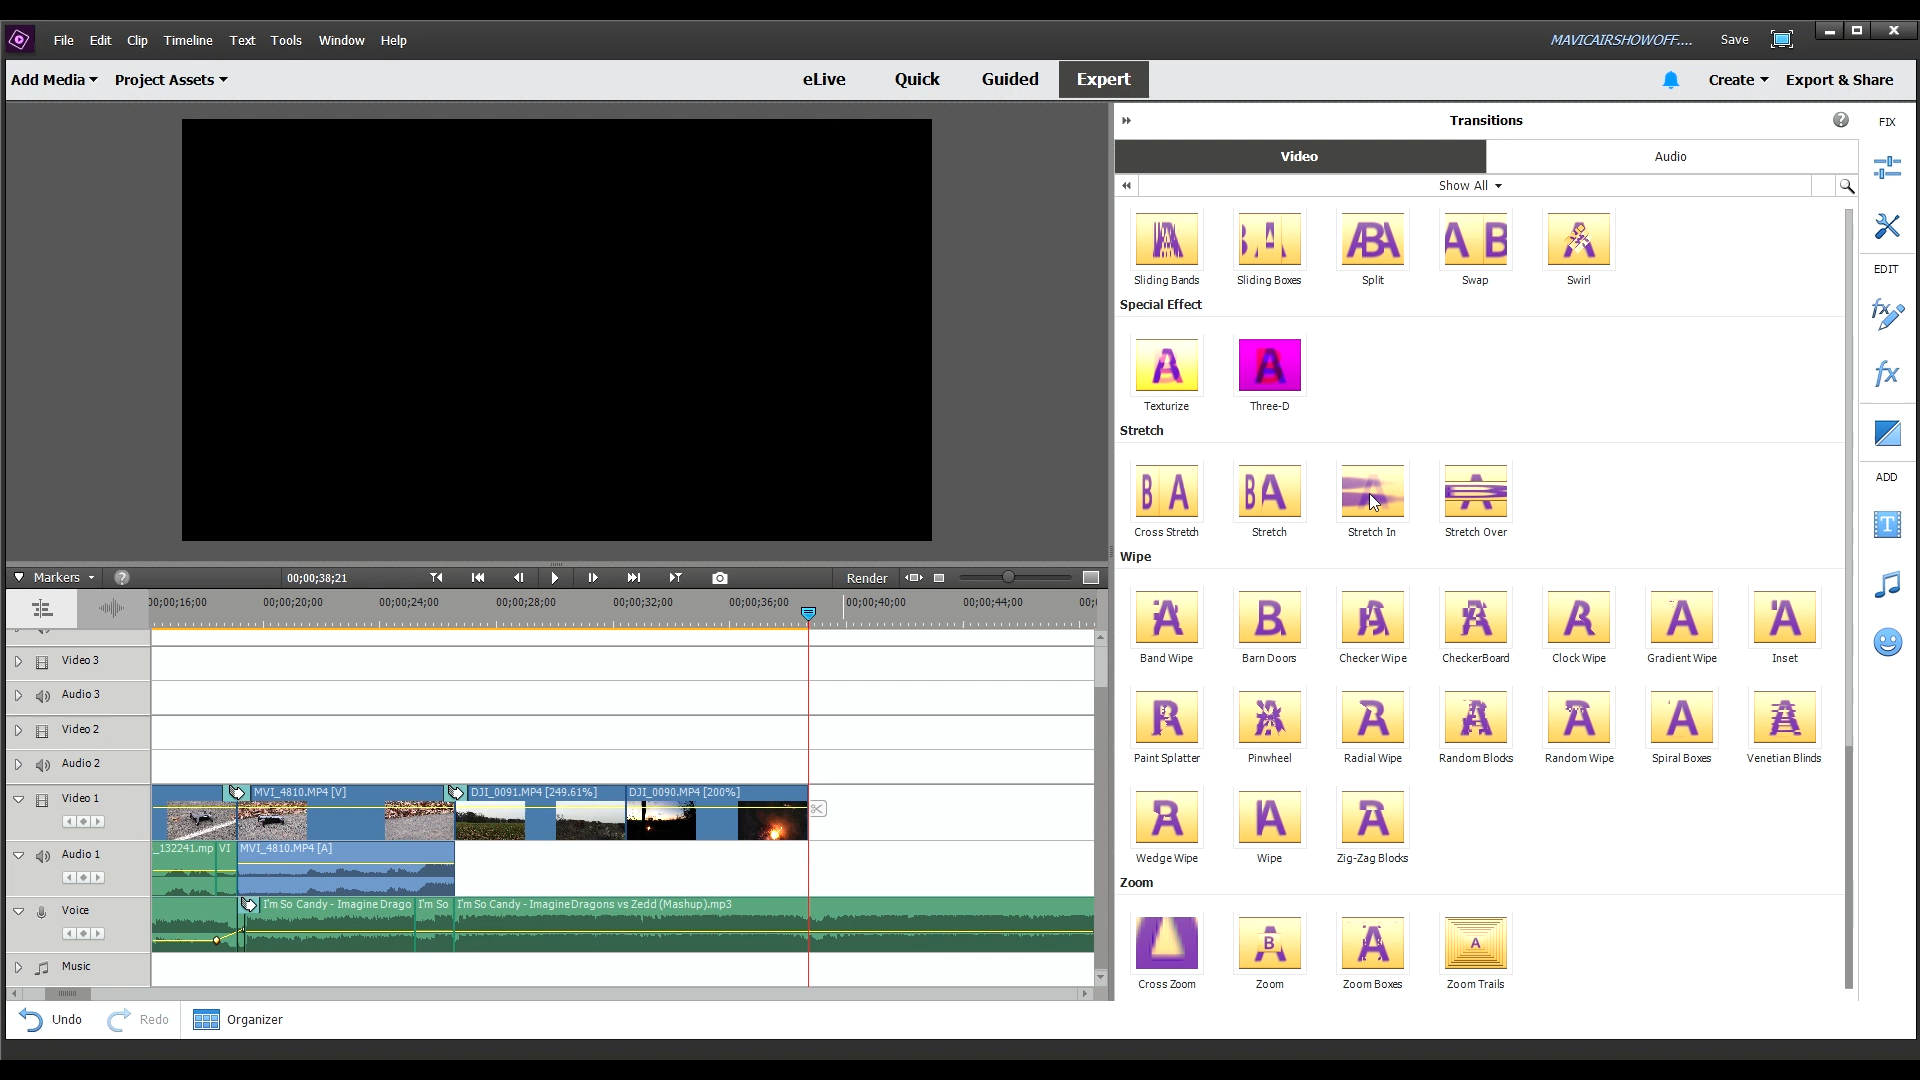 File Edit Clip Timeline Text Tools Window Help
MAVICAIRSHOWOFF.... Save
Add Media Project Assets
eLive Quick Guided Expert
Create Export & Share
Transitions
FIX
Video Audio
Show All
Sliding Bands Sliding Boxes Split Swap Swirl
EDIT
Special Effect
Texturize Three-D
Stretch
ADD
Cross Stretch Stretch Stretch In Stretch Over
Wipe
Band Wipe Barn Doors Checker Wipe CheckerBoard Clock Wipe Gradient Wipe Inset
Paint Splatter Pinwheel Radial Wipe Random Blocks Random Wipe Spiral Boxes Venetian Blinds
Wedge Wipe Wipe Zig-Zag Blocks
Zoom
Cross Zoom Zoom Zoom Boxes Zoom Trails
Markers
00;00;38;21
Render
00;00;16;00 00;00;20;00 00;00;24;00 00;00;28;00 00;00;32;00 00;00;36;00 00;00;40;00 00;00;44;00 00;
Video 3
Audio 3
Video 2
Audio 2
Video 1
MVI_4810.MP4 [V] DJI_0091.MP4 [249.61%] DJI_0090.MP4 [200%]
Audio 1
_132241.mp VI MVI_4810.MP4 [A]
Voice
I'm So Candy - Imagine Drago I'm So I'm So Candy - ImagineDragons vs Zedd (Mashup).mp3
Music
Undo Redo Organizer